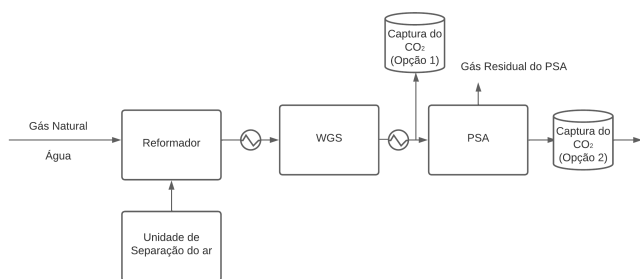 Captura do
CO₂
(Opção 1)
Gás Residual do PSA
Gás Natural
Água
Reformador
WGS
PSA
Captura do
CO₂
(Opção 2)
Unidade de
Separação do ar